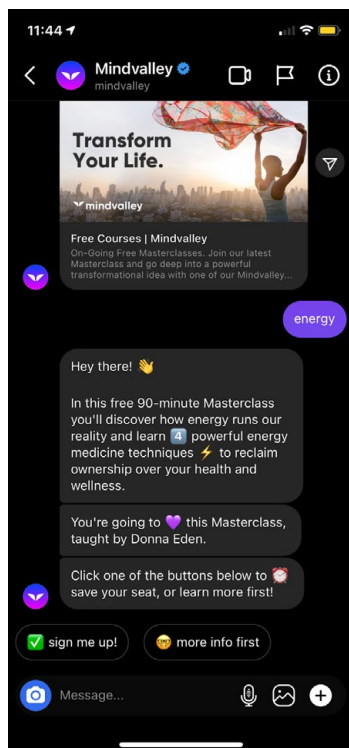 11:44
Mindvalley
mindvalley
Transform
Your Life.
mindvalley
Free Courses | Mindvalley
On-Going Free Masterclasses. Join our latest
Masterclass and go deep into a powerful
transformational idea with one of our Mindvalley...
energy
Hey there! 👋
In this free 90-minute Masterclass
you'll discover how energy runs our
reality and learn 4️⃣ powerful energy
medicine techniques ⚡ to reclaim
ownership over your health and
wellness.
You're going to 💜 this Masterclass,
taught by Donna Eden.
Click one of the buttons below to ⏰
save your seat, or learn more first!
✅ sign me up!
🤓 more info first
Message...